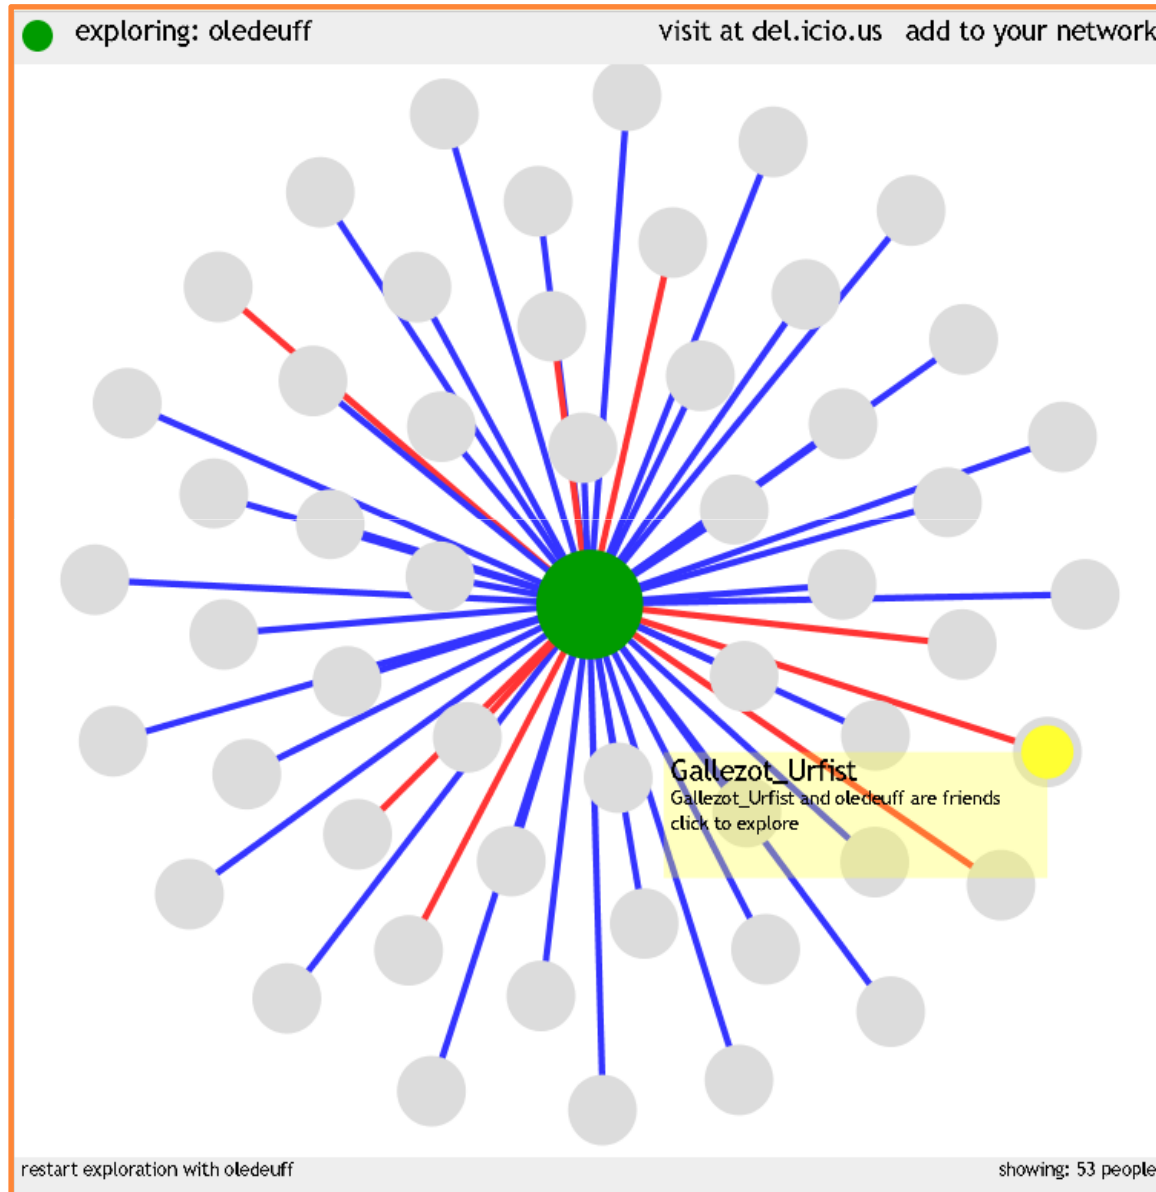 exploring: oledeuff
visit at del.icio.us add to your network
Gallezot_Urfist
Gallezot_Urfist and oledeuff are friends
click to explore
restart exploration with oledeuff
showing: 53 people